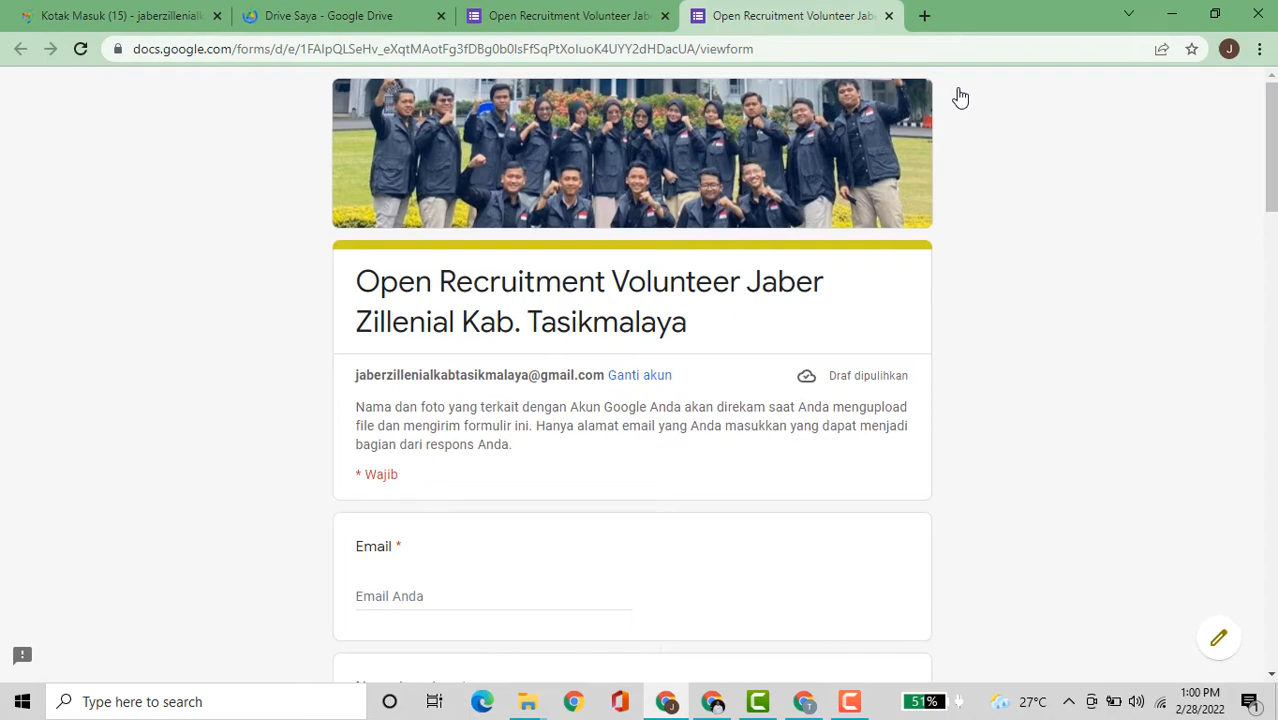 Kotak Masuk (15) - jaberzillenialk
Drive Saya - Google Drive
Open Recruitment Volunteer Jabe
Open Recruitment Volunteer Jabe
docs.google.com/forms/d/e/1FAIpQLSeHv_eXqtMAotFg3fDBg0b0IsFfSqPtXoIuoK4UYY2dHDacUA/viewform
J
Open Recruitment Volunteer Jaber
Zillenial Kab. Tasikmalaya
jaberzillenialkabtasikmalaya@gmail.com Ganti akun
Draf dipulihkan
Nama dan foto yang terkait dengan Akun Google Anda akan direkam saat Anda mengupload
file dan mengirim formulir ini. Hanya alamat email yang Anda masukkan yang dapat menjadi
bagian dari respons Anda.
* Wajib
Email *
Email Anda
Type here to search
51%
27°C
1:00 PM
2/28/2022